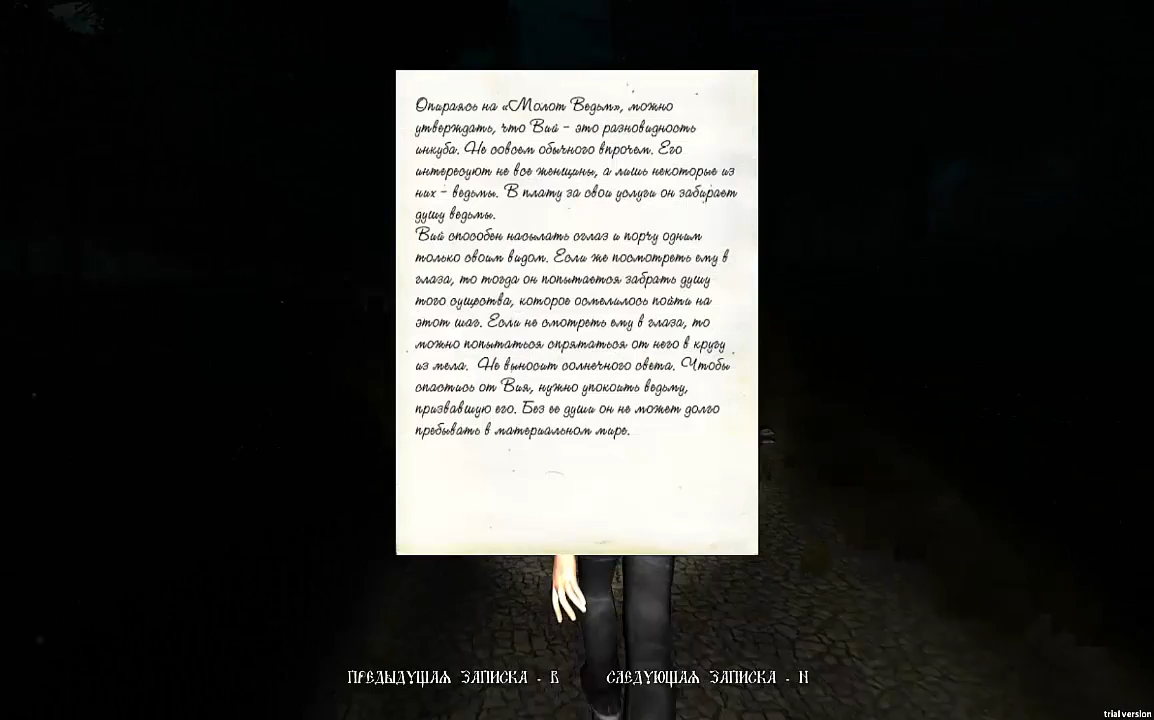 Опираясь на «Молот Ведьм», можно
утверждать, что Вий - это разновидность
инкуба. Не совсем обычного впрочем. Его
интересуют не все женщины, а лишь некоторые из
них - ведьмы. В плату за свои услуги он забирает
душу ведьмы.
Вий способен насылать сглаз и порчу одним
только своим видом. Если же посмотреть ему в
глаза, то тогда он попытается забрать душу
того существа, которое осмелилось пойти на
этот шаг. Если не смотреть ему в глаза, то
можно попытаться спрятаться от него в кругу
из мела. Не выносит солнечного света. Чтобы
спастись от Вия, нужно упокоить ведьму,
призвавшую его. Без ее души он не может долго
пребывать в материальном мире.
ПРЕДЫДУЩАЯ ЗАПИСКА - B СЛЕДУЮЩАЯ ЗАПИСКА - N
trial version